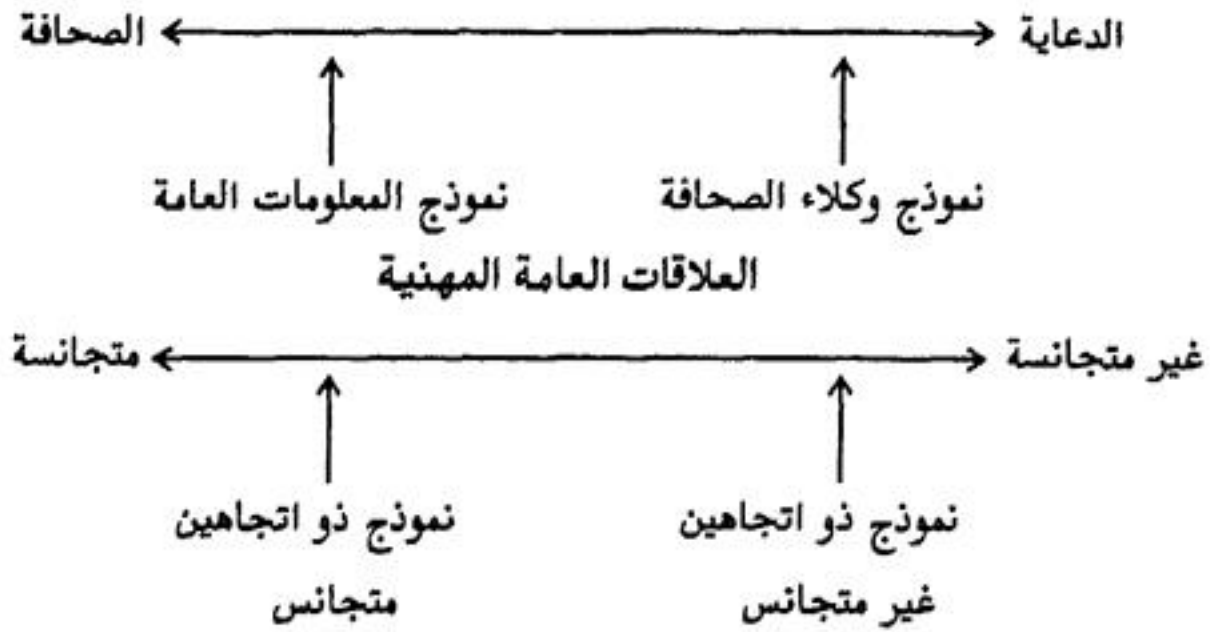 الدعاية الصحافة
نموذج وكلاء الصحافة نموذج المعلومات العامة
العلاقات العامة المهنية
غير متجانسة متجانسة
نموذج ذو اتجاهين نموذج ذو اتجاهين
غير متجانس متجانس